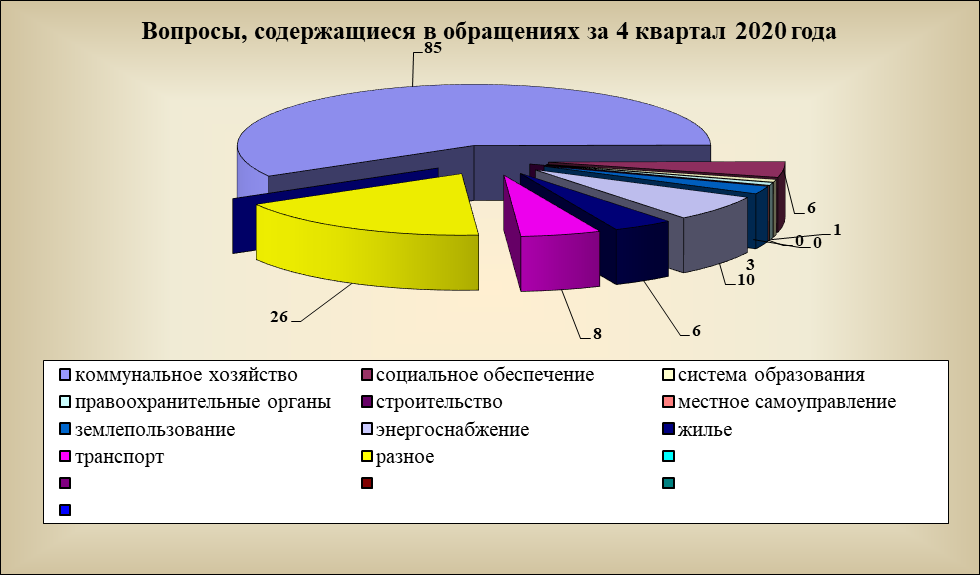 Вопросы, содержащиеся в обращениях за 4 квартал 2020 года
85
6
1
0 0
3
10
6
8
26
коммунальное хозяйство социальное обеспечение система образования
правоохранительные органы строительство местное самоуправление
землепользование энергоснабжение жилье
транспорт разное